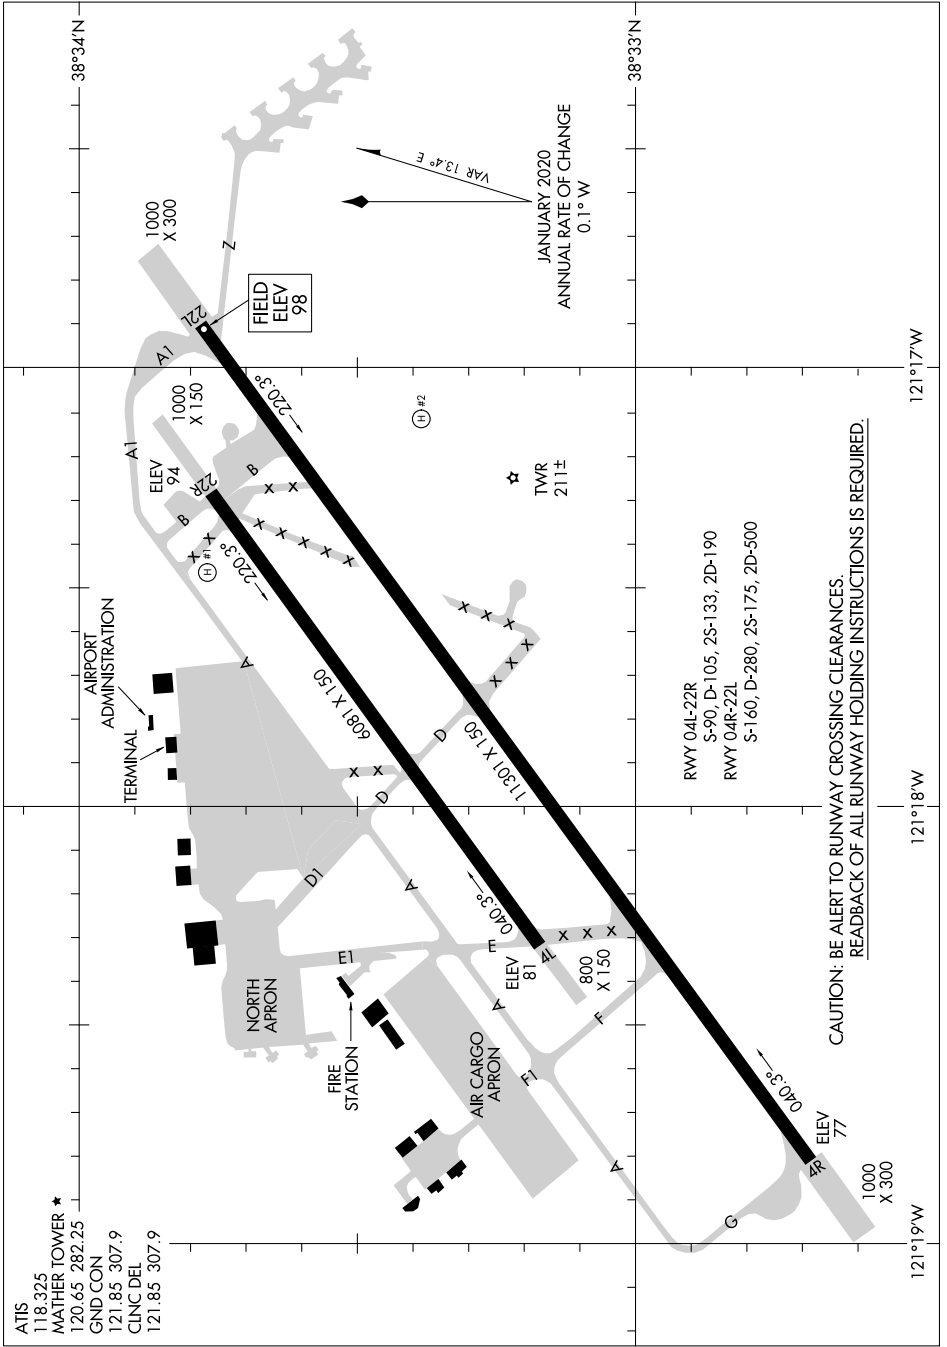 ATIS
118.325
MATHER TOWER ★
120.65 282.25
GND CON
121.85 307.9
CLNC DEL
121.85 307.9
38°34'N
38°33'N
121°19'W
121°18'W
121°17'W
1000
X 300
Z
22L
FIELD
ELEV
98
A1
A1
1000
X 150
ELEV
94
22R
B
B
X X
X X
X X X X X
H #1
H #2
220.3°
220.3°
VAR 13.4° E
JANUARY 2020
ANNUAL RATE OF CHANGE
0.1° W
TWR
211±
AIRPORT
ADMINISTRATION
TERMINAL
A
6081 X 150
11301 X 150
X X X
X X X
X X
D
D
D1
A
NORTH
APRON
E1
E
FIRE
STATION
040.3°
4L
ELEV
81
X X X
800
X 150
A
F
F1
AIR CARGO
APRON
A
G
040.3°
4R
ELEV
77
1000
X 300
RWY 04L-22R
S-90, D-105, 2S-133, 2D-190
RWY 04R-22L
S-160, D-280, 2S-175, 2D-500
CAUTION: BE ALERT TO RUNWAY CROSSING CLEARANCES.
READBACK OF ALL RUNWAY HOLDING INSTRUCTIONS IS REQUIRED.